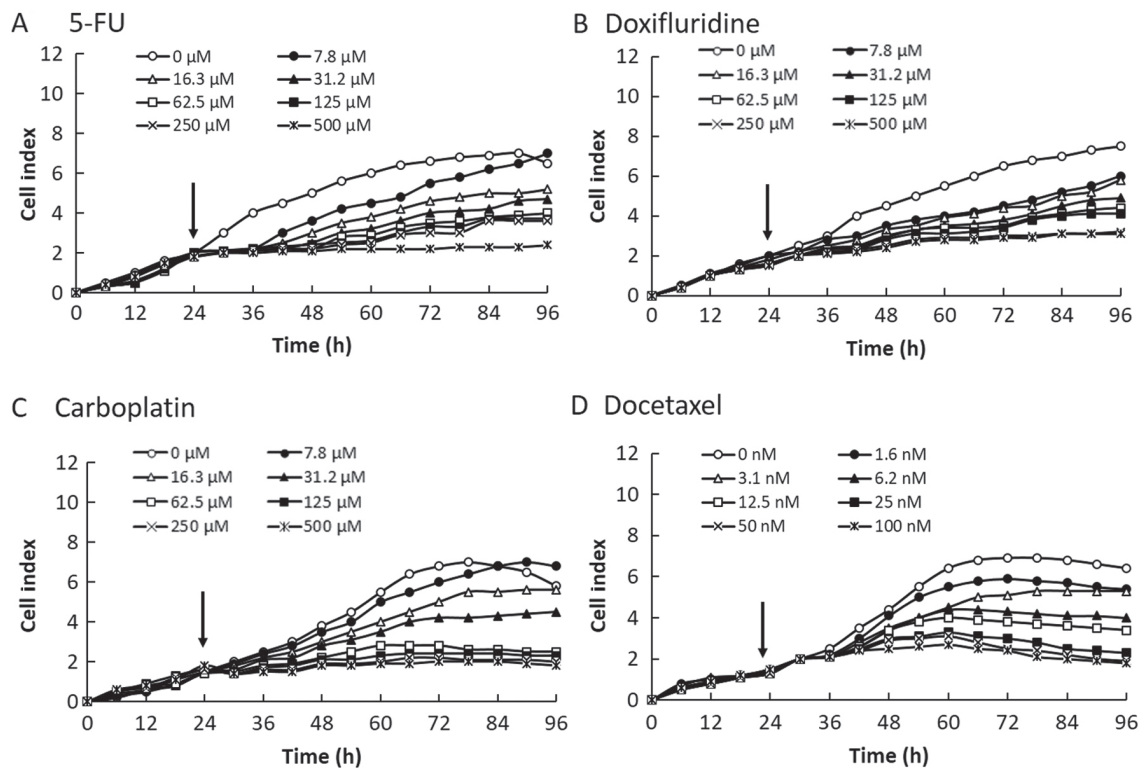 A 5-FU
12
10
8
6
4
2
0
Cell index
0 μM 7.8 μM
16.3 μM 31.2 μM
62.5 μM 125 μM
250 μM 500 μM
0 12 24 36 48 60 72 84 96
Time (h)
B Doxifluridine
12
10
8
6
4
2
0
Cell index
0 μM 7.8 μM
16.3 μM 31.2 μM
62.5 μM 125 μM
250 μM 500 μM
0 12 24 36 48 60 72 84 96
Time (h)
C Carboplatin
12
10
8
6
4
2
0
Cell index
0 μM 7.8 μM
16.3 μM 31.2 μM
62.5 μM 125 μM
250 μM 500 μM
0 12 24 36 48 60 72 84 96
Time (h)
D Docetaxel
12
10
8
6
4
2
0
Cell index
0 nM 1.6 nM
3.1 nM 6.2 nM
12.5 nM 25 nM
50 nM 100 nM
0 12 24 36 48 60 72 84 96
Time (h)